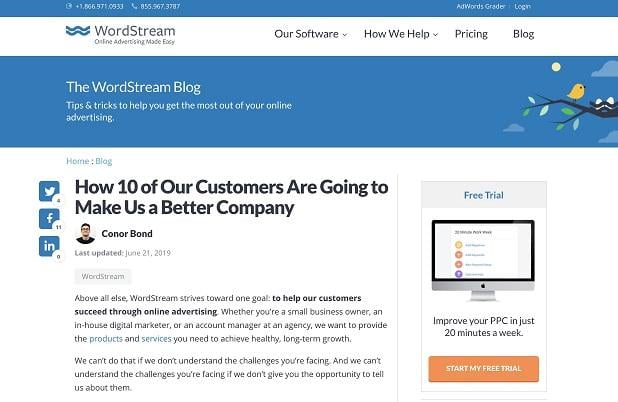 +1.866.971.0933 855.967.3787 AdWords Grader Login
WordStream
Online Advertising Made Easy
Our Software How We Help Pricing Blog
The WordStream Blog
Tips & tricks to help you get the most out of your online
advertising.
Home : Blog
4
11
0
How 10 of Our Customers Are Going to
Make Us a Better Company
Conor Bond
Last updated: June 21, 2019
WordStream
Above all else, WordStream strives toward one goal: to help our customers
succeed through online advertising. Whether you're a small business owner, an
in-house digital marketer, or an account manager at an agency, we want to provide
the products and services you need to achieve healthy, long-term growth.
We can't do that if we don't understand the challenges you're facing. And we can't
understand the challenges you're facing if we don't give you the opportunity to tell
us about them.
Free Trial
20 Minute Work Week
Improve your PPC in just
20 minutes a week.
START MY FREE TRIAL